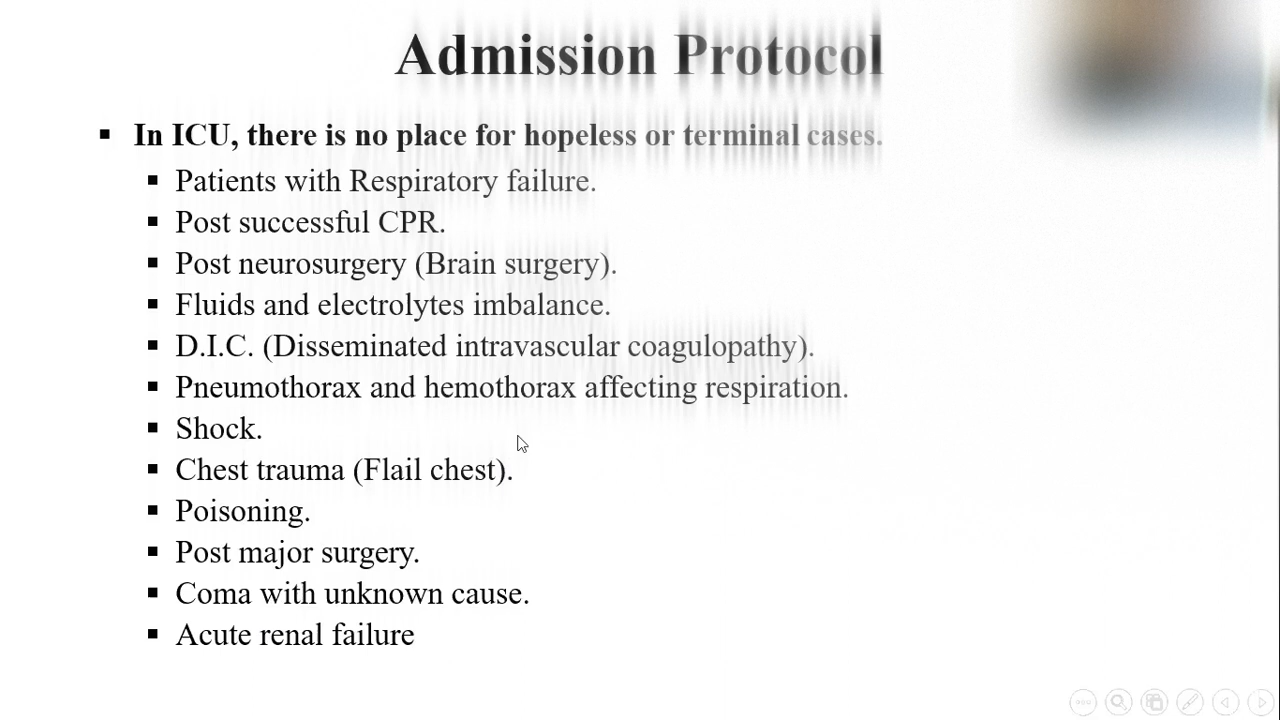 Admission Protocol
▪ In ICU, there is no place for hopeless or terminal cases.
▪ Patients with Respiratory failure.
▪ Post successful CPR.
▪ Post neurosurgery (Brain surgery).
▪ Fluids and electrolytes imbalance.
▪ D.I.C. (Disseminated intravascular coagulopathy).
▪ Pneumothorax and hemothorax affecting respiration.
▪ Shock.
▪ Chest trauma (Flail chest).
▪ Poisoning.
▪ Post major surgery.
▪ Coma with unknown cause.
▪ Acute renal failure